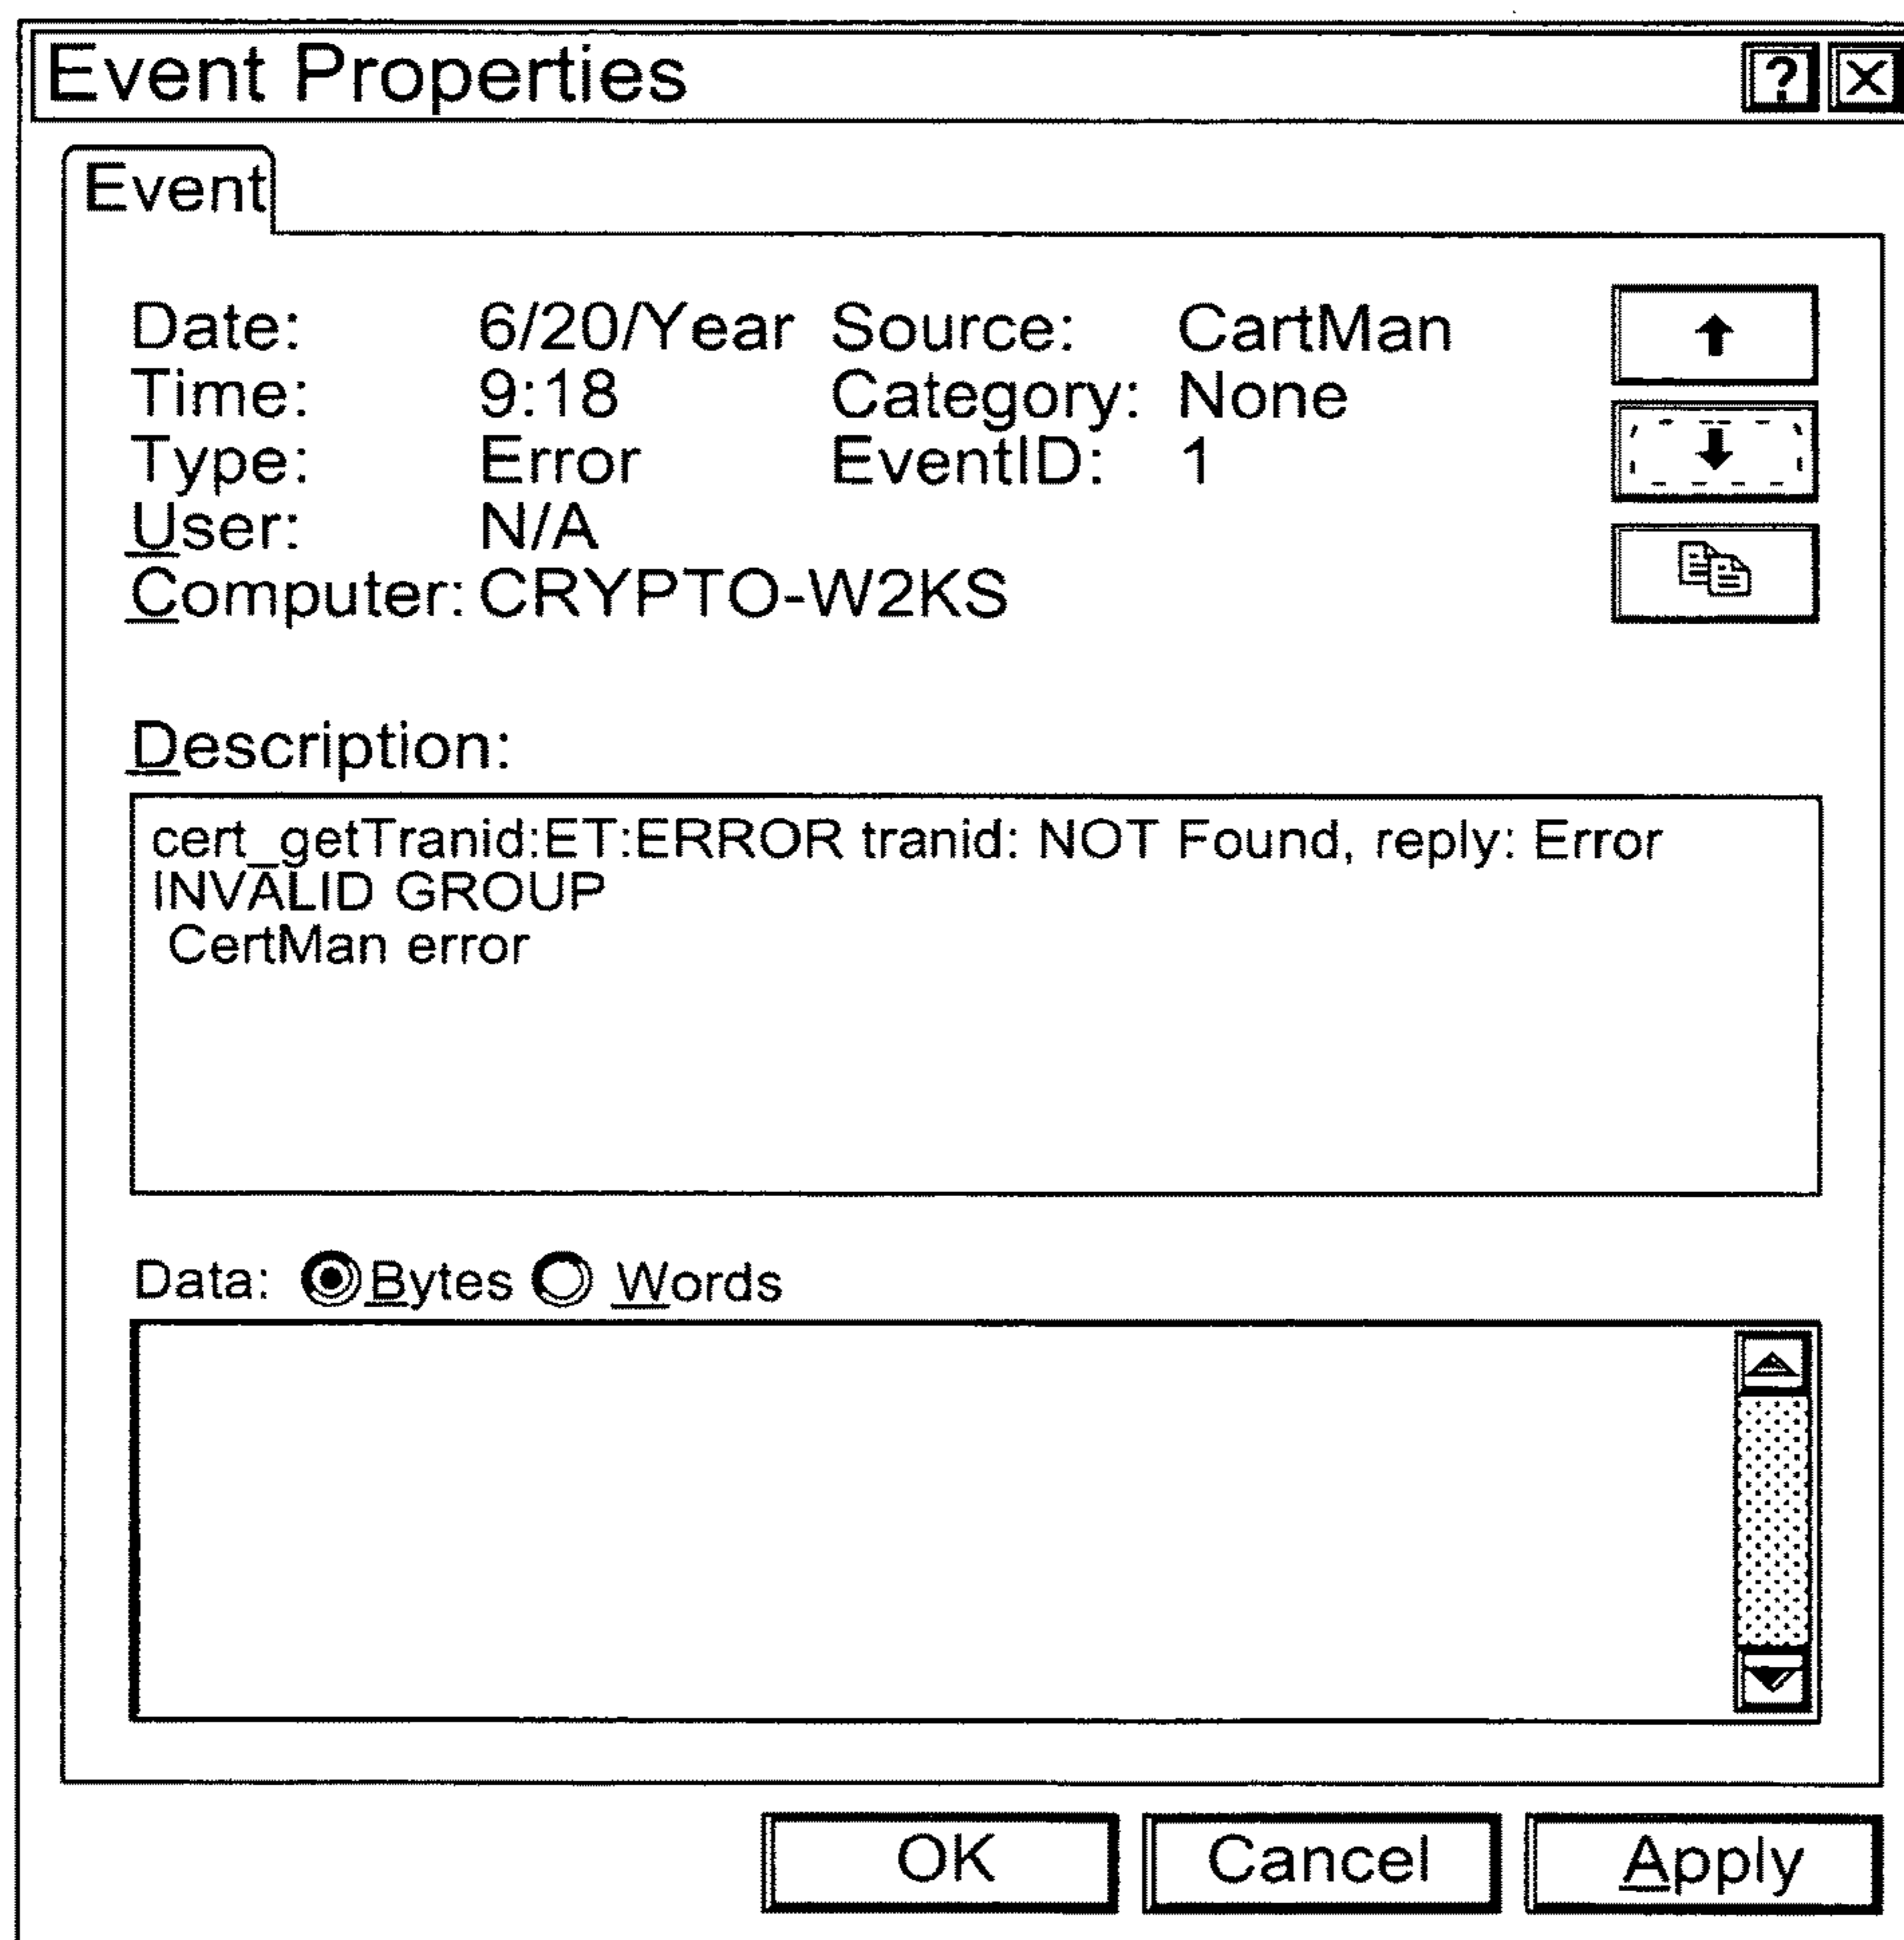 Event Properties ? X
Event
Date: 6/20/Year Source: CartMan
Time: 9:18 Category: None
Type: Error EventID: 1
User: N/A
Computer: CRYPTO-W2KS
Description:
cert_getTranid:ET:ERROR tranid: NOT Found, reply: Error
INVALID GROUP
CertMan error
Data: Bytes Words
OK Cancel Apply